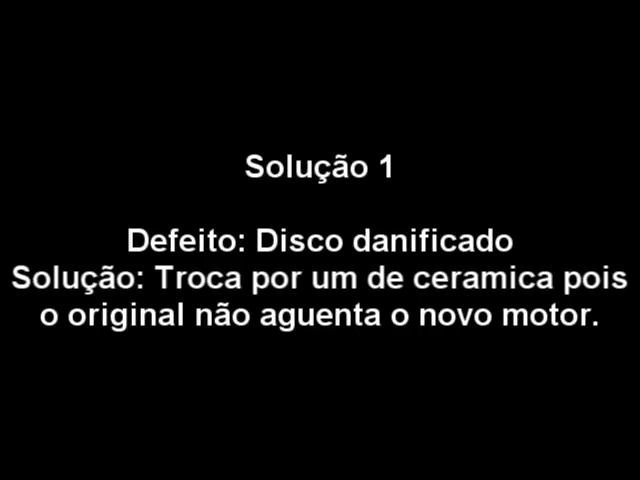 Solução 1
Defeito: Disco danificado
Solução: Troca por um de ceramica pois
o original não aguenta o novo motor.